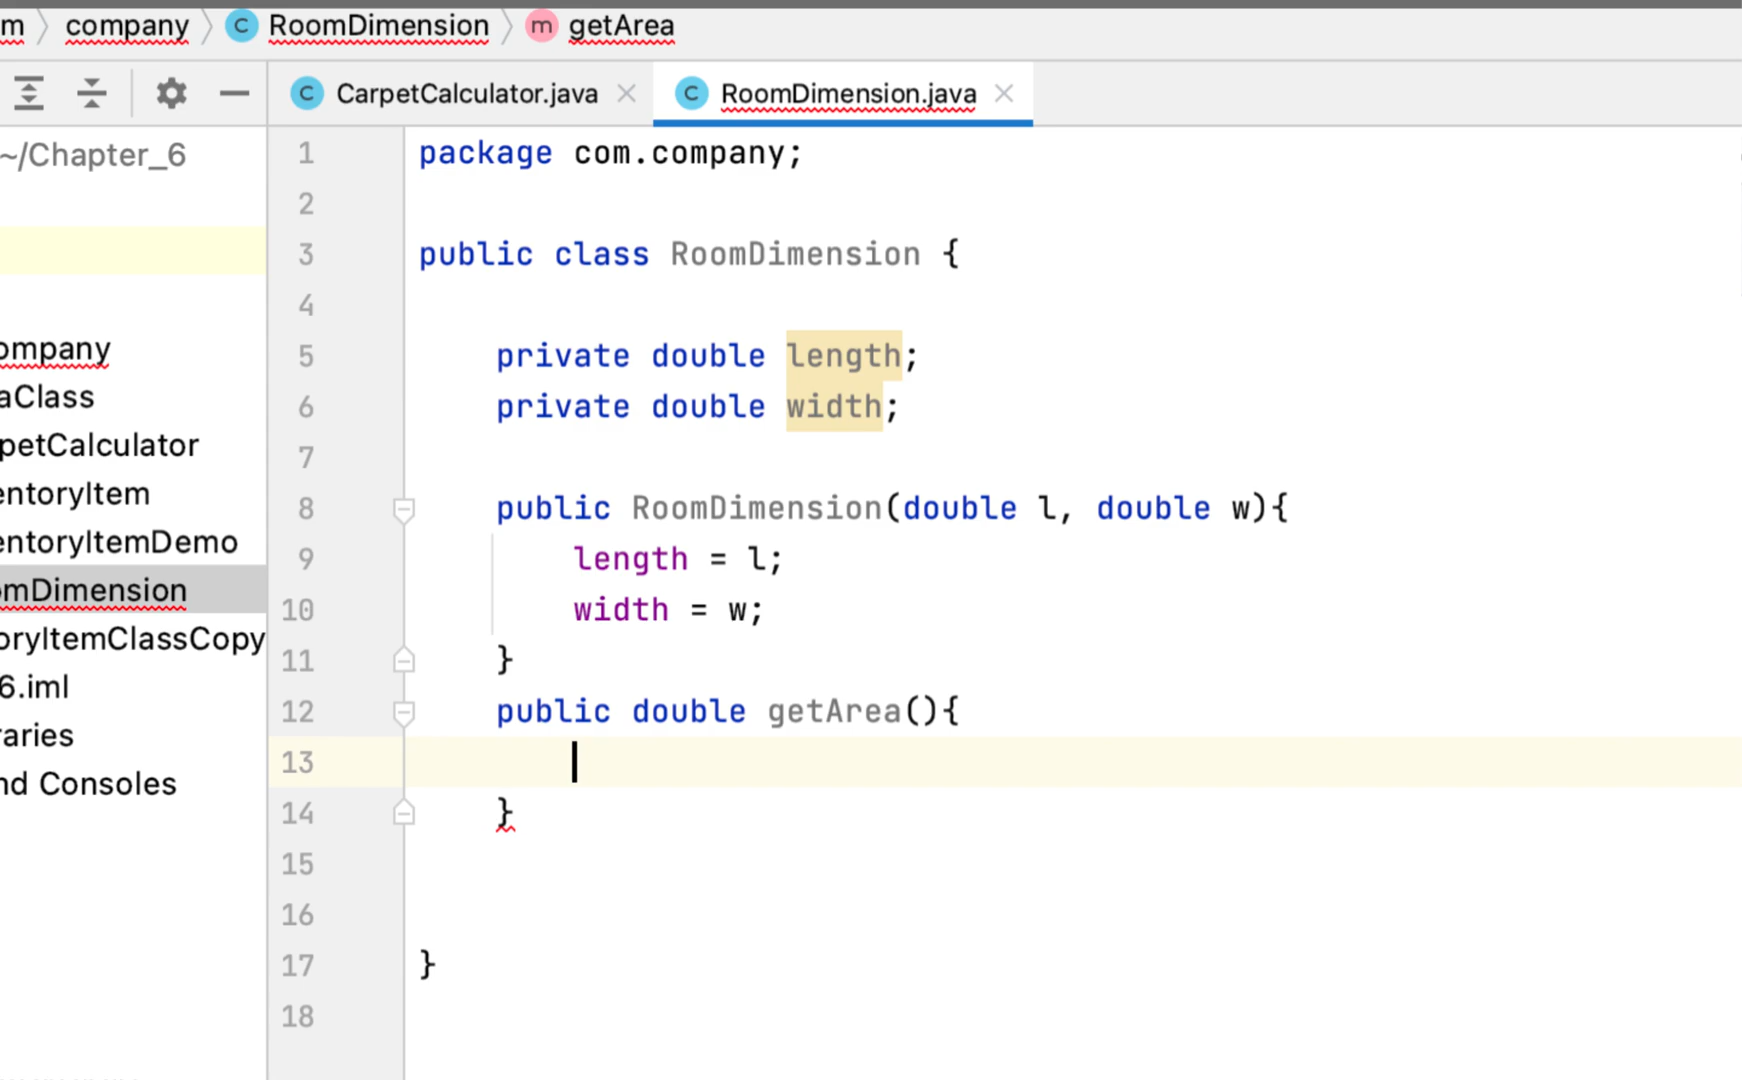 m company C RoomDimension m getArea
C CarpetCalculator.java C RoomDimension.java
~/Chapter_6
ompany
aClass
petCalculator
entoryItem
entoryItemDemo
omDimension
oryItemClassCopy
6.iml
raries
nd Consoles
1 package com.company;
2
3 public class RoomDimension {
4
5 private double length;
6 private double width;
7
8 public RoomDimension(double l, double w){
9 length = l;
10 width = w;
11 }
12 public double getArea(){
13
14 }
15
16
17 }
18